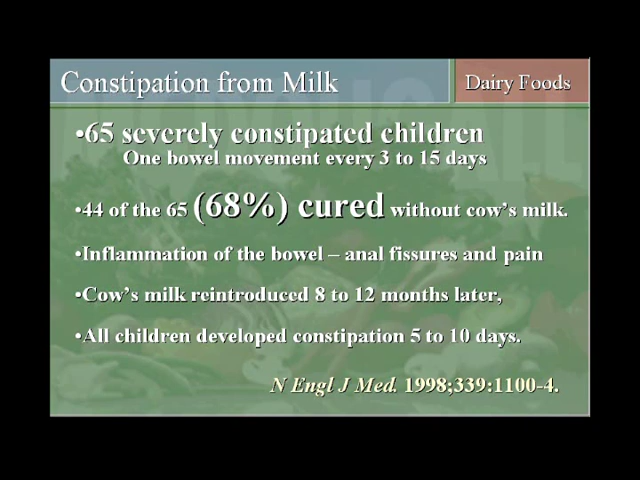 Constipation from Milk
Dairy Foods
•65 severely constipated children
One bowel movement every 3 to 15 days
•44 of the 65 (68%) cured without cow's milk.
•Inflammation of the bowel – anal fissures and pain
•Cow's milk reintroduced 8 to 12 months later,
•All children developed constipation 5 to 10 days.
N Engl J Med. 1998;339:1100-4.